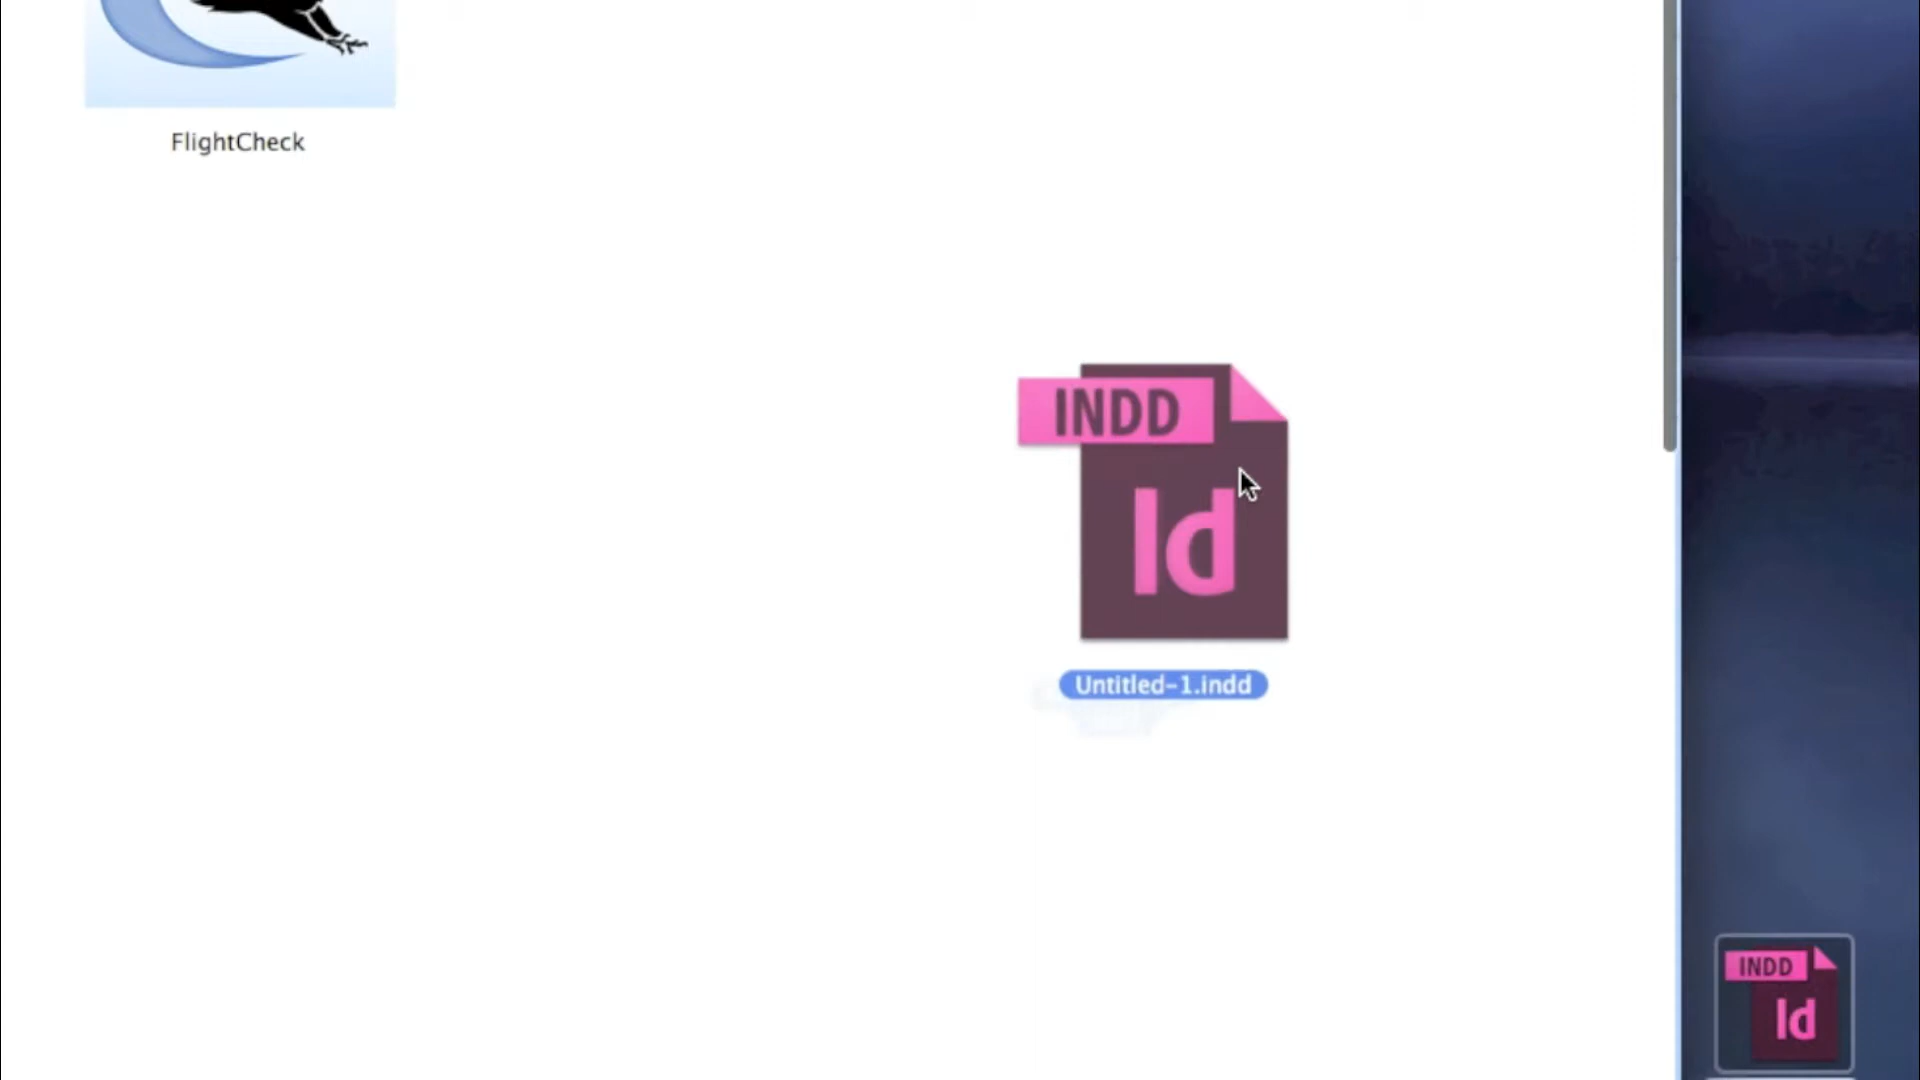 FlightCheck
INDD
Id
Untitled-1.indd
INDD
Id